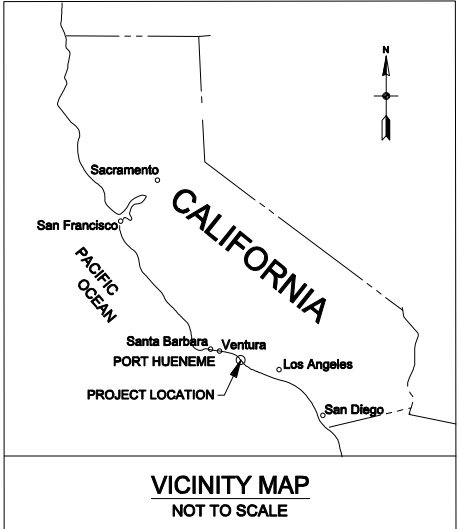 N
Sacramento
CALIFORNIA
San Francisco
PACIFIC
OCEAN
Santa Barbara
Ventura
PORT HUENEME
Los Angeles
PROJECT LOCATION
San Diego
VICINITY MAP
NOT TO SCALE